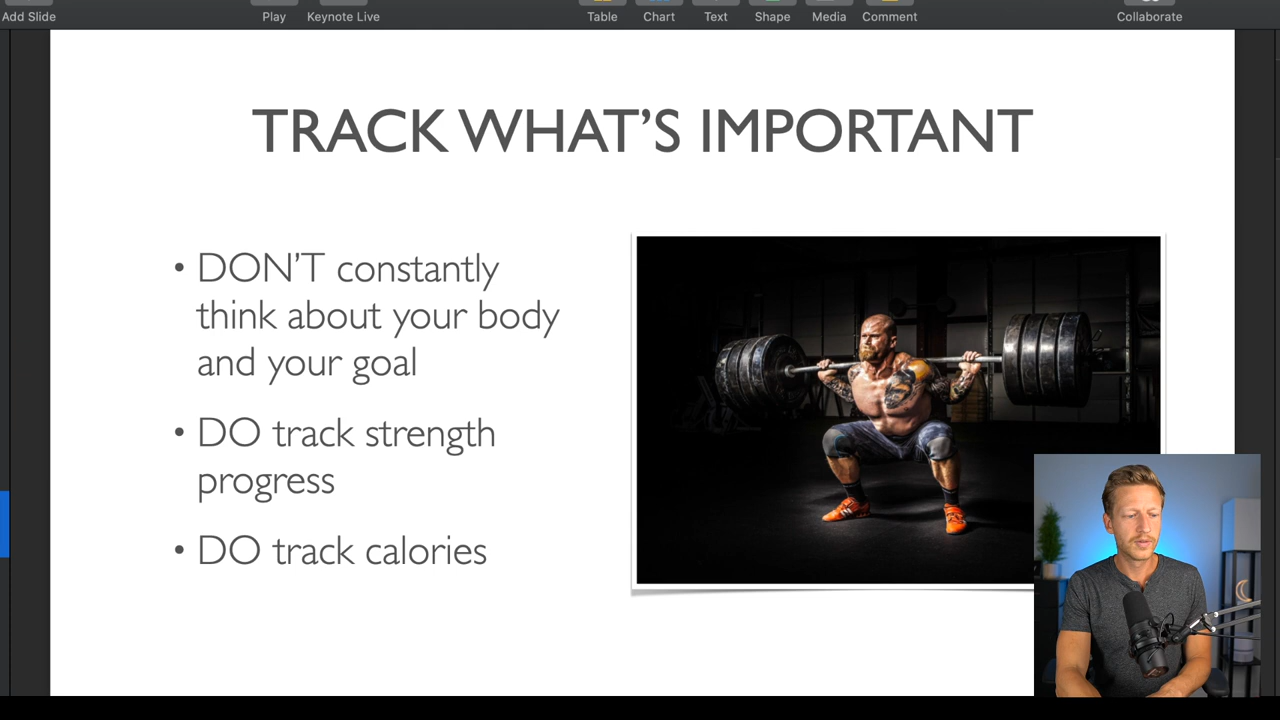 Add Slide
Play
Keynote Live
Table
Chart
Text
Shape
Media
Comment
Collaborate
TRACK WHAT’S IMPORTANT
• DON’T constantly
think about your body
and your goal
• DO track strength
progress
• DO track calories